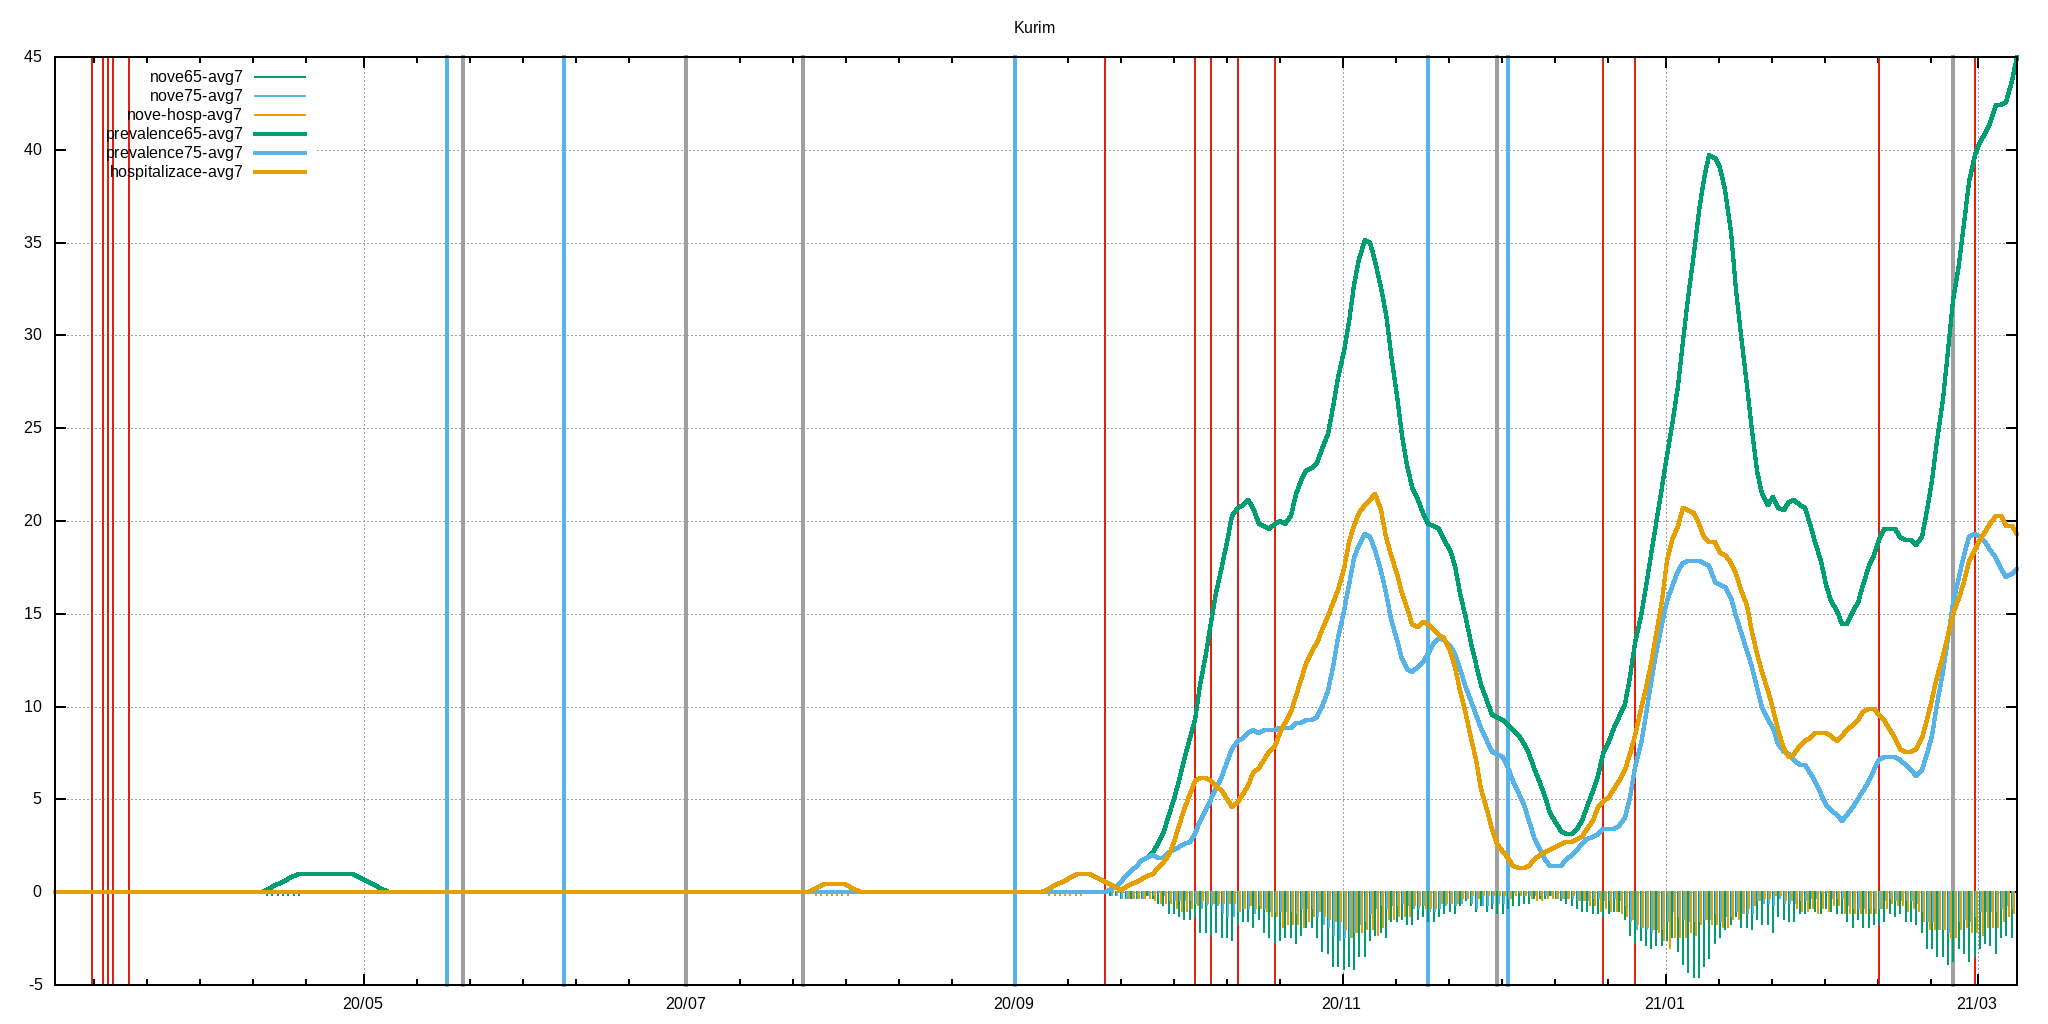 Kurim
nove65-avg7
nove75-avg7
nove-hosp-avg7
prevalence65-avg7
prevalence75-avg7
hospitalizace-avg7
45
40
35
30
25
20
15
10
5
0
-5
20/05 20/07 20/09 20/11 21/01 21/03